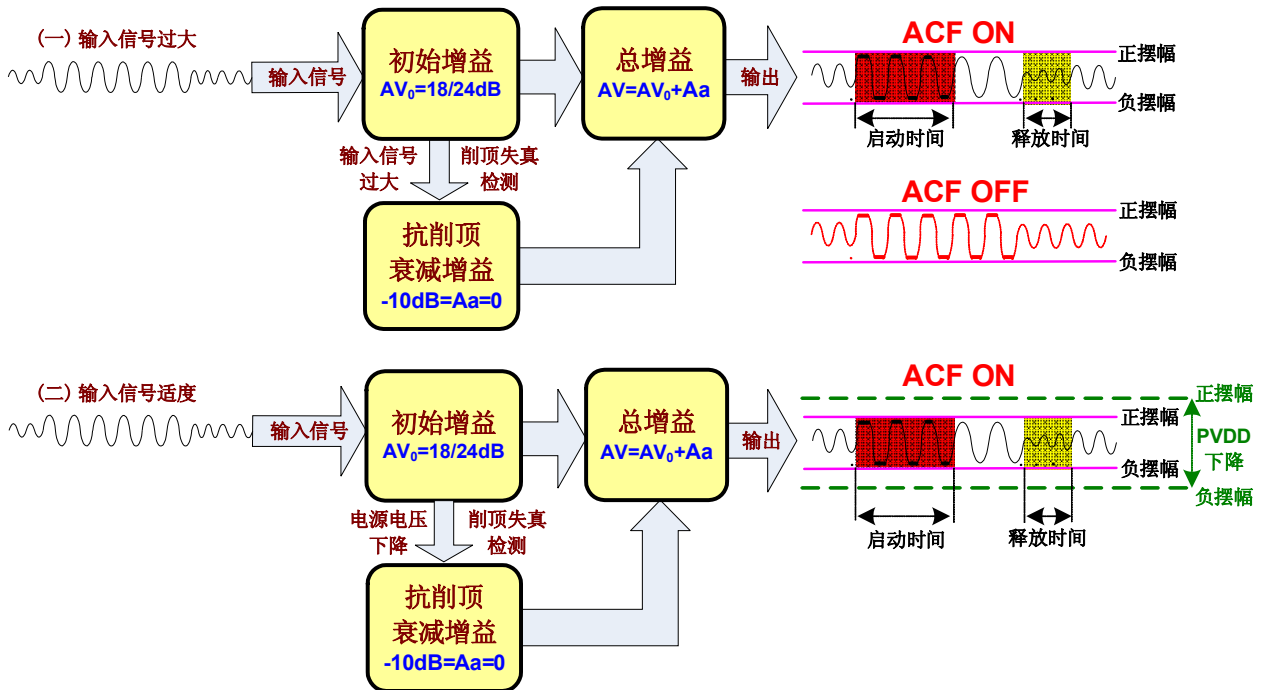 (一) 输入信号过大
输入信号
初始增益
AV₀=18/24dB
总增益
AV=AV₀+Aa
输出
ACF ON
正摆幅
负摆幅
启动时间
释放时间
输入信号
过大
削顶失真
检测
抗削顶
衰减增益
-10dB=Aa=0
ACF OFF
正摆幅
负摆幅
(二) 输入信号适度
输入信号
初始增益
AV₀=18/24dB
总增益
AV=AV₀+Aa
输出
ACF ON
正摆幅
正摆幅
负摆幅
PVDD
下降
负摆幅
启动时间
释放时间
电源电压
下降
削顶失真
检测
抗削顶
衰减增益
-10dB=Aa=0